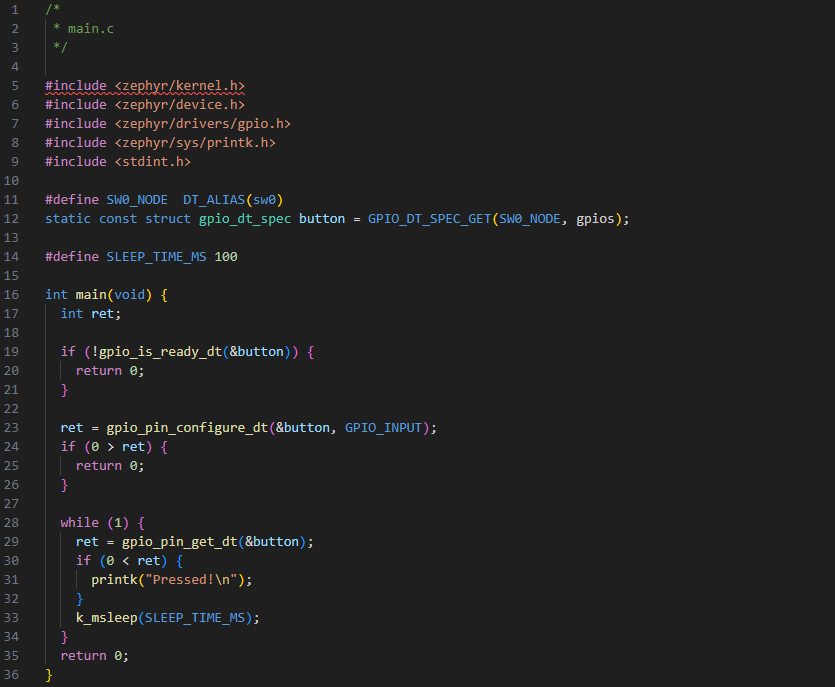 1 /*
2  * main.c
3  */
4
5 #include <zephyr/kernel.h>
6 #include <zephyr/device.h>
7 #include <zephyr/drivers/gpio.h>
8 #include <zephyr/sys/printk.h>
9 #include <stdint.h>
10
11 #define SW0_NODE  DT_ALIAS(sw0)
12 static const struct gpio_dt_spec button = GPIO_DT_SPEC_GET(SW0_NODE, gpios);
13
14 #define SLEEP_TIME_MS 100
15
16 int main(void) {
17   int ret;
18
19   if (!gpio_is_ready_dt(&button)) {
20     return 0;
21   }
22
23   ret = gpio_pin_configure_dt(&button, GPIO_INPUT);
24   if (0 > ret) {
25     return 0;
26   }
27
28   while (1) {
29     ret = gpio_pin_get_dt(&button);
30     if (0 < ret) {
31       printk("Pressed!\n");
32     }
33     k_msleep(SLEEP_TIME_MS);
34   }
35   return 0;
36 }